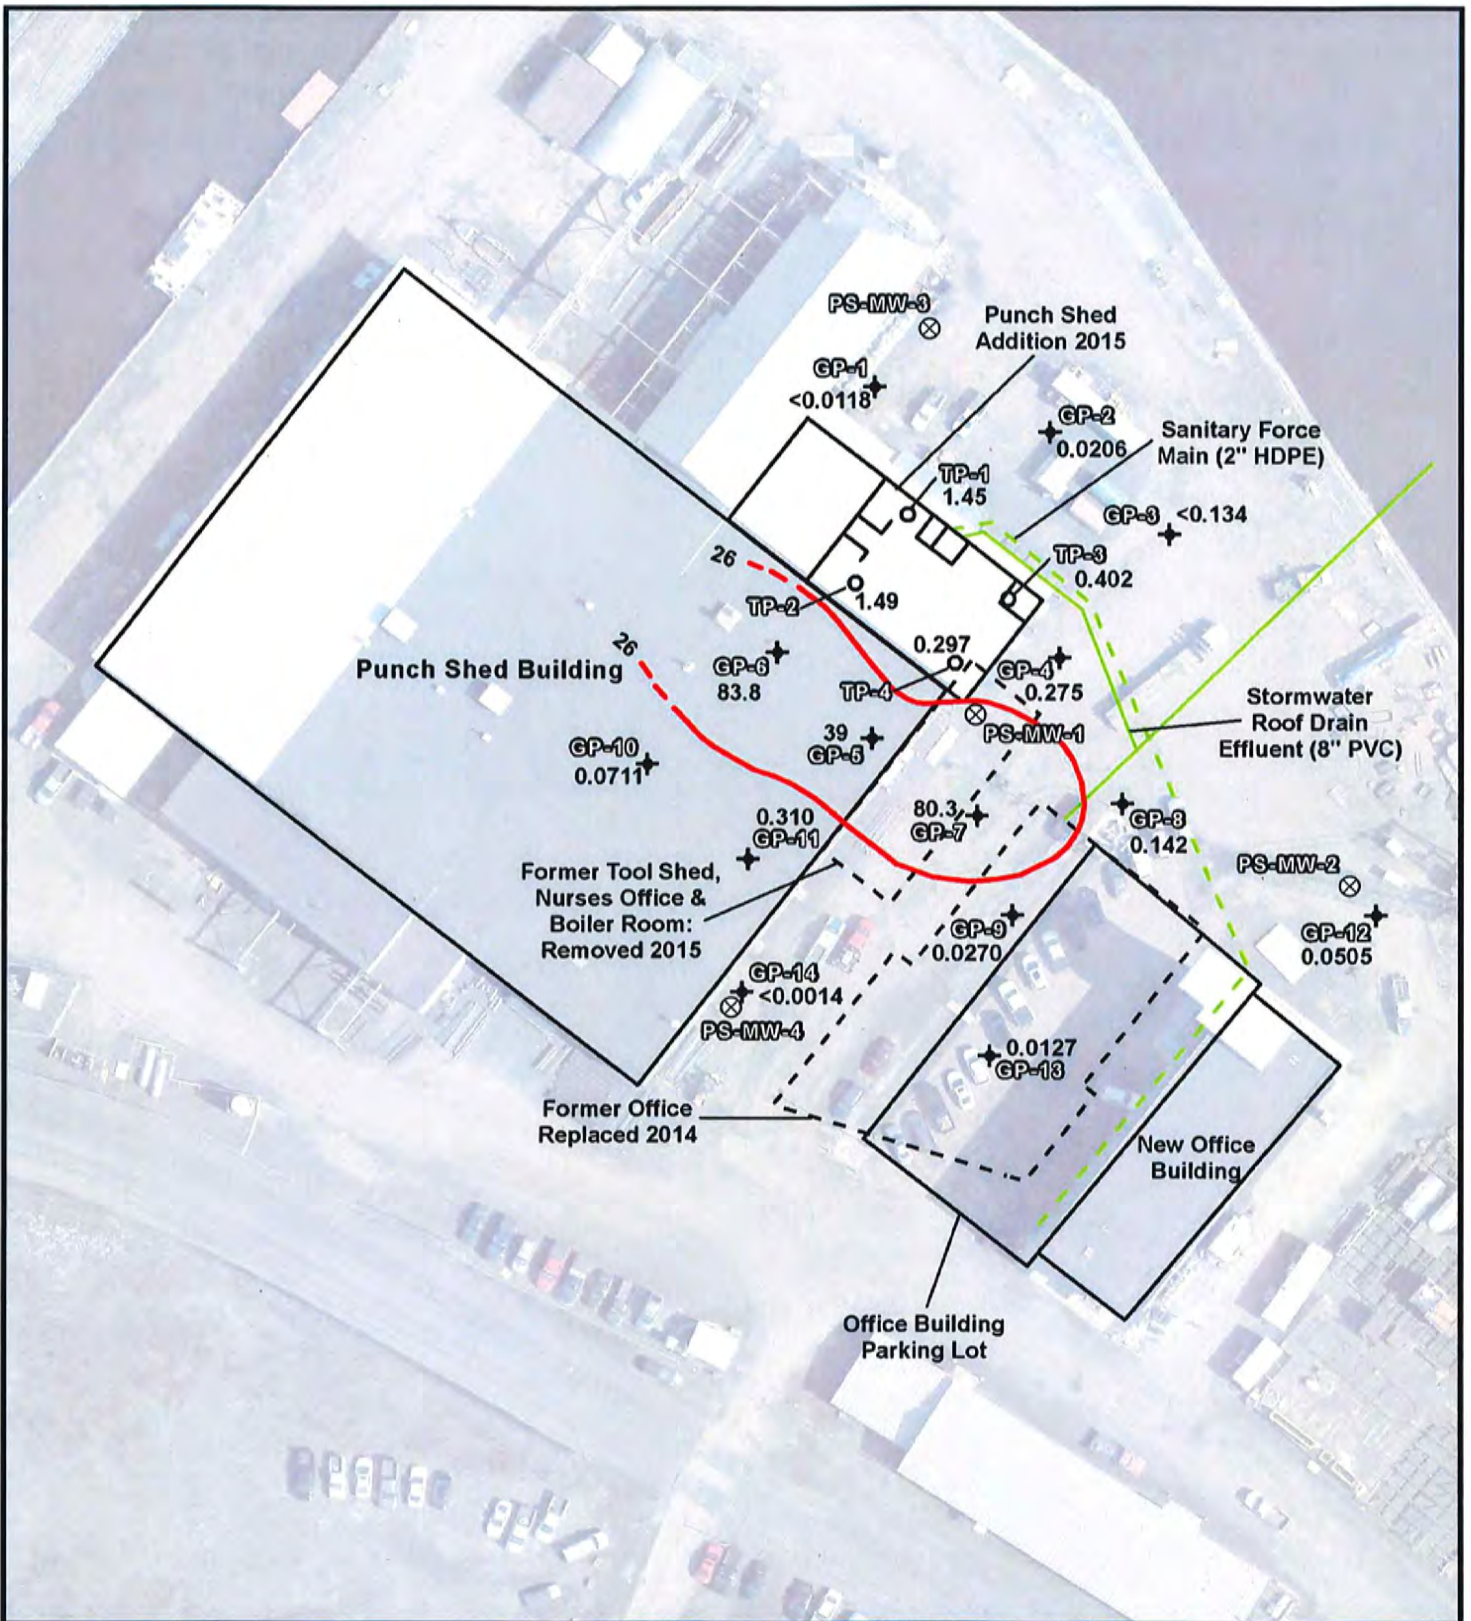 PS-MW-3
Punch Shed
Addition 2015
GP-1
<0.0118
GP-2
0.0206
Sanitary Force
Main (2" HDPE)
TP-1
1.45
GP-3 <0.134
TP-3
0.402
26
TP-2
1.49
26
Punch Shed Building
GP-6
83.8
0.297
TP-4
GP-4
0.275
Stormwater
Roof Drain
Effluent (8" PVC)
PS-MW-1
39
GP-5
GP-10
0.0711
80.3
GP-7
0.310
GP-11
GP-8
0.142
PS-MW-2
Former Tool Shed,
Nurses Office &
Boiler Room:
Removed 2015
GP-9
0.0270
GP-12
0.0505
GP-14
<0.0014
PS-MW-4
0.0127
GP-13
Former Office
Replaced 2014
New Office
Building
Office Building
Parking Lot